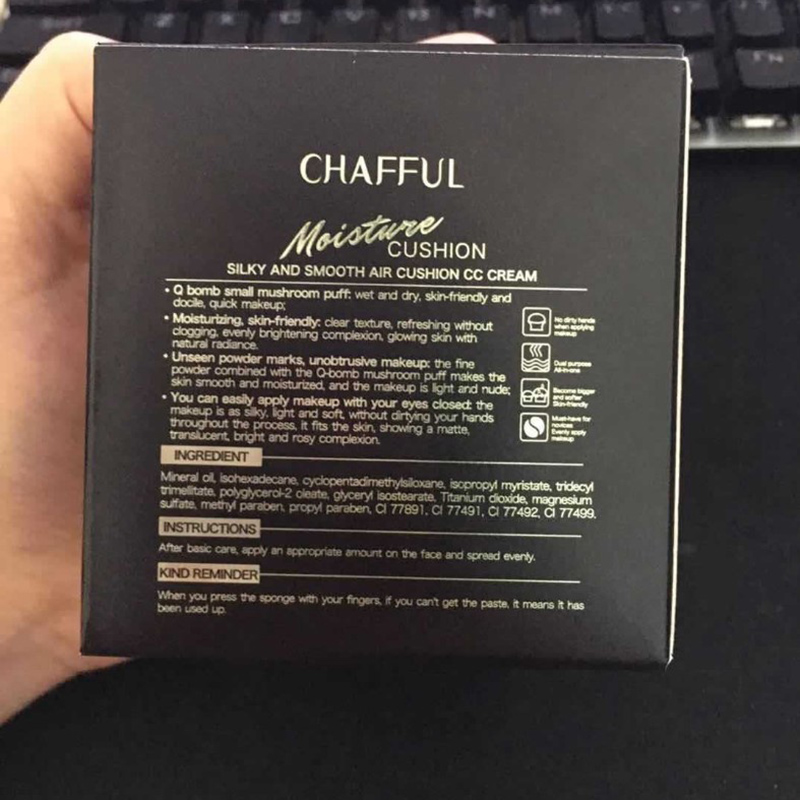 CHAFFUL
Moisture
CUSHION
SILKY AND SMOOTH AIR CUSHION CC CREAM
• Q bomb small mushroom puff: wet and dry, skin-friendly and
docile, quick makeup;
• Moisturizing, skin-friendly: clear texture, refreshing without
clogging, evenly brightening complexion, glowing skin with
natural radiance.
• Unseen powder marks, unobtrusive makeup: the fine
powder combined with the Q-bomb mushroom puff makes the
skin smooth and moisturized, and the makeup is light and nude;
• You can easily apply makeup with your eyes closed: the
makeup is as silky, light and soft, without dirtying your hands
throughout the process, it fits the skin, showing a matte,
translucent, bright and rosy complexion.
No dirty hands
when applying
makeup
Dual purpose
All-in-one
Become bigger
and softer
Skin-friendly
Must-have for
novices
Evenly apply
makeup
INGREDIENT
Mineral oil, isohexadecane, cyclopentadimethylsiloxane, isopropyl myristate, tridecyl
trimellitate, polyglycerol-2 oleate, glyceryl isostearate, Titanium dioxide, magnesium
sulfate, methyl paraben, propyl paraben, CI 77891, CI 77491, CI 77492, CI 77499.
INSTRUCTIONS
After basic care, apply an appropriate amount on the face and spread evenly.
KIND REMINDER
When you press the sponge with your fingers, if you can't get the paste, it means it has
been used up.